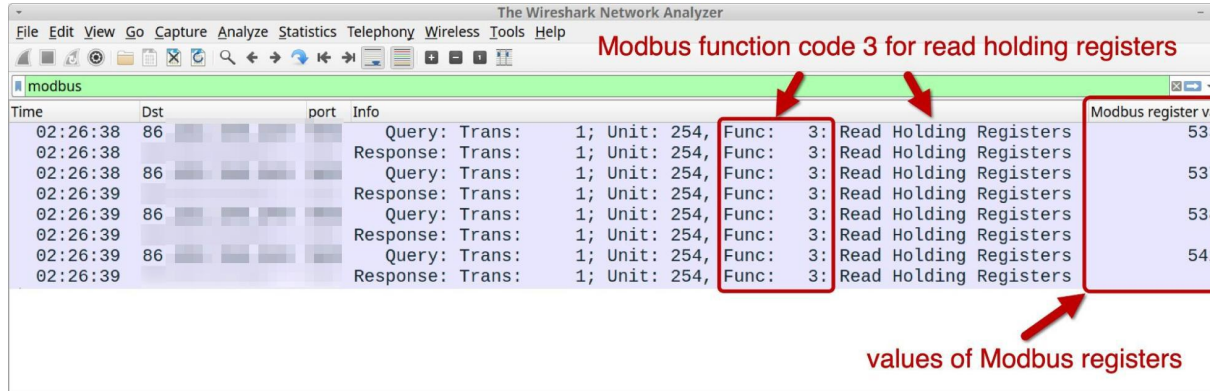 The Wireshark Network Analyzer
File Edit View Go Capture Analyze Statistics Telephony Wireless Tools Help
Modbus function code 3 for read holding registers
modbus
Time Dst port Info Modbus register va
02:26:38 86 Query: Trans: 1; Unit: 254, Func: 3: Read Holding Registers 53
02:26:38 Response: Trans: 1; Unit: 254, Func: 3: Read Holding Registers
02:26:38 86 Query: Trans: 1; Unit: 254, Func: 3: Read Holding Registers 53
02:26:39 Response: Trans: 1; Unit: 254, Func: 3: Read Holding Registers
02:26:39 86 Query: Trans: 1; Unit: 254, Func: 3: Read Holding Registers 53
02:26:39 Response: Trans: 1; Unit: 254, Func: 3: Read Holding Registers
02:26:39 86 Query: Trans: 1; Unit: 254, Func: 3: Read Holding Registers 54
02:26:39 Response: Trans: 1; Unit: 254, Func: 3: Read Holding Registers
values of Modbus registers